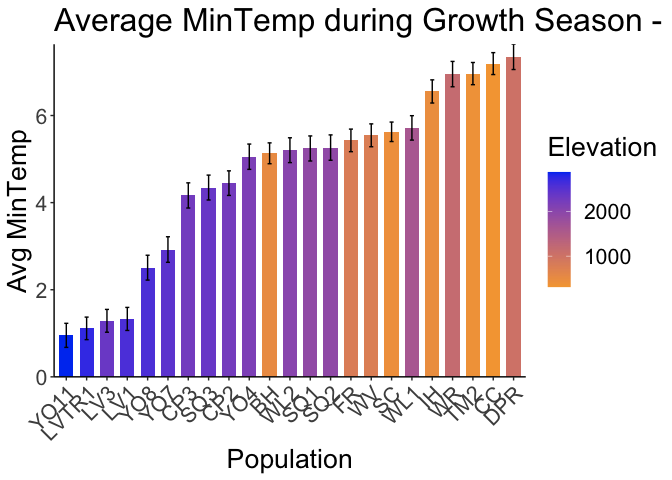 Average MinTemp during Growth Season -
Avg MinTemp
6
4
2
0
YO11
LVTR1
LV3
LV1
YO8
YO7
CP3
SQ3
CP2
YO4
BH
WL2
SQ1
SQ2
FR
WV
SC
WL1
IH
WR
TM2
CC
DPR
Population
Elevation
2000
1000